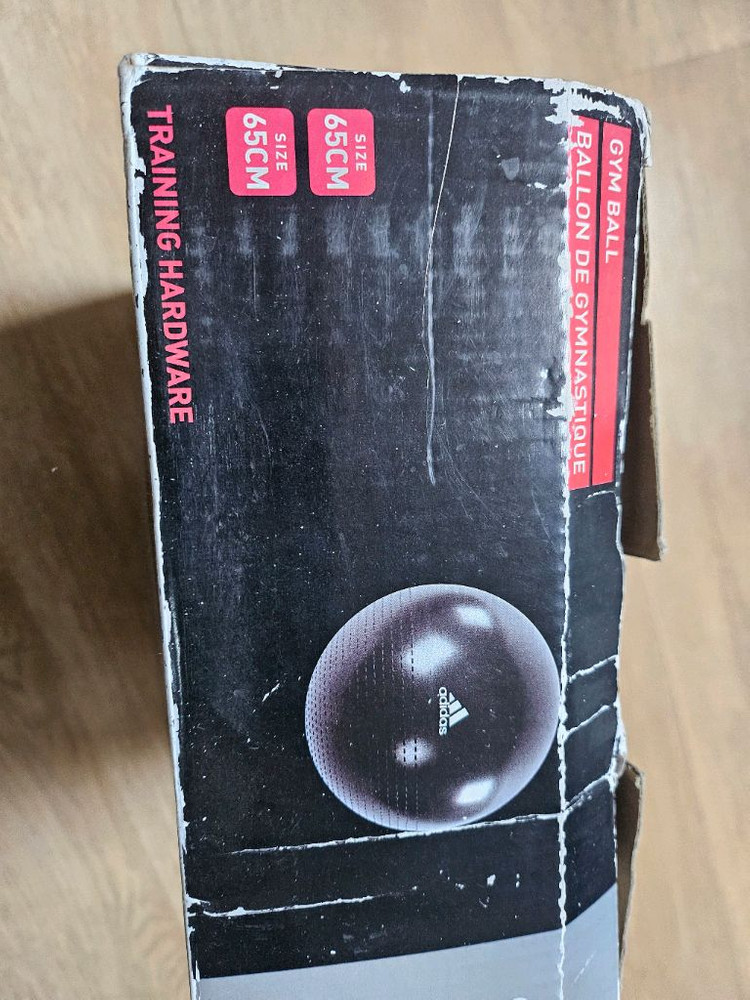 GYM BALL
BALLON DE GYMNASTIQUE
SIZE
65CM
SIZE
65CM
TRAINING HARDWARE
adidas